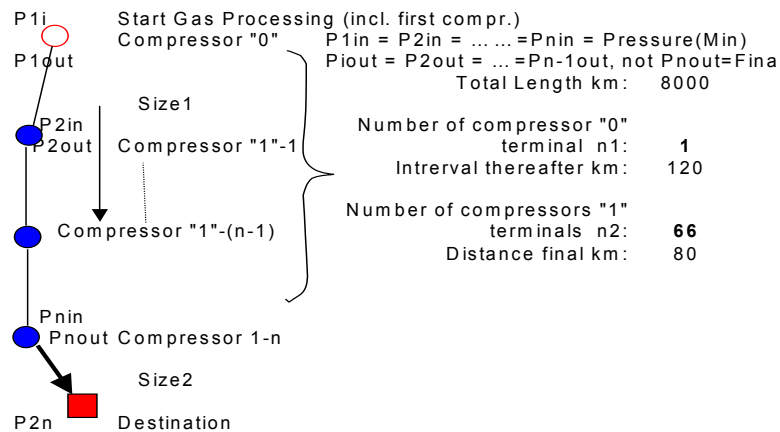 P1i Start Gas Processing (incl. first compr.)
Compressor "0" P1in = P2in = ... ... =Pnin = Pressure(Min)
P1out Piout = P2out = ... =Pn-1out, not Pnout=Fina
Total Length km: 8000
Size1
P2in Number of compressor "0"
P2out Compressor "1"-1 terminal n1: 1
Intrerval thereafter km: 120
Number of compressors "1"
Compressor "1"-(n-1) terminals n2: 66
Distance final km: 80
Pnin
Pnout Compressor 1-n
Size2
P2n Destination